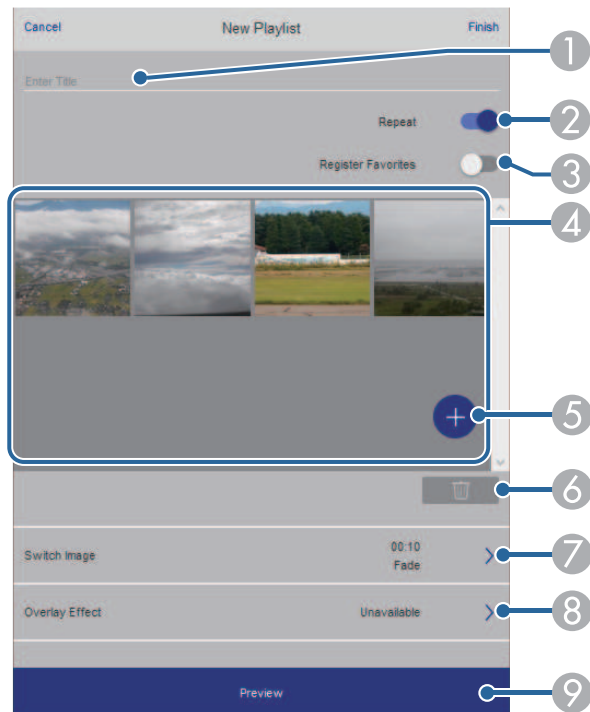 Cancel New Playlist Finish
Enter Title
1
Repeat
2
Register Favorites
3
4
5
6
Switch Image 00:10
Fade
7
Overlay Effect Unavailable
8
Preview
9